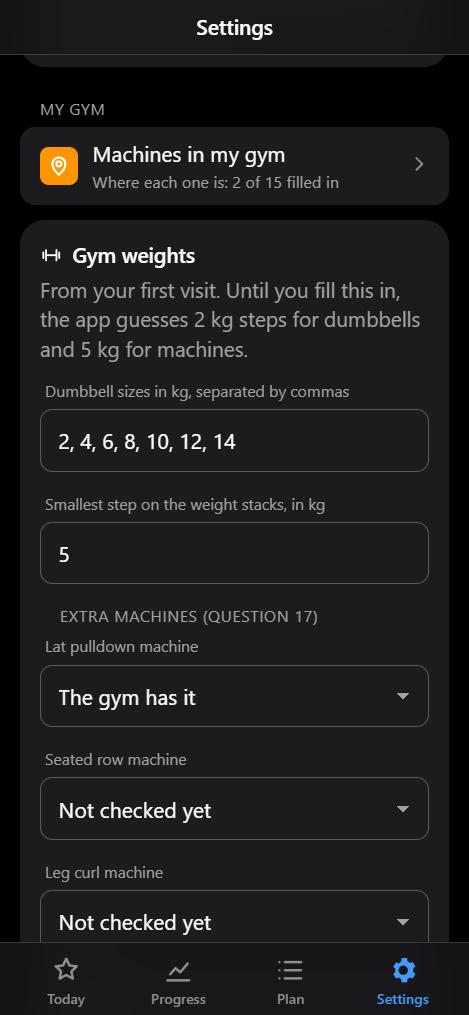 Settings
MY GYM
Machines in my gym
Where each one is: 2 of 15 filled in
Gym weights
From your first visit. Until you fill this in,
the app guesses 2 kg steps for dumbbells
and 5 kg for machines.
Dumbbell sizes in kg, separated by commas
2, 4, 6, 8, 10, 12, 14
Smallest step on the weight stacks, in kg
5
EXTRA MACHINES (QUESTION 17)
Lat pulldown machine
The gym has it
Seated row machine
Not checked yet
Leg curl machine
Not checked yet
Today
Progress
Plan
Settings